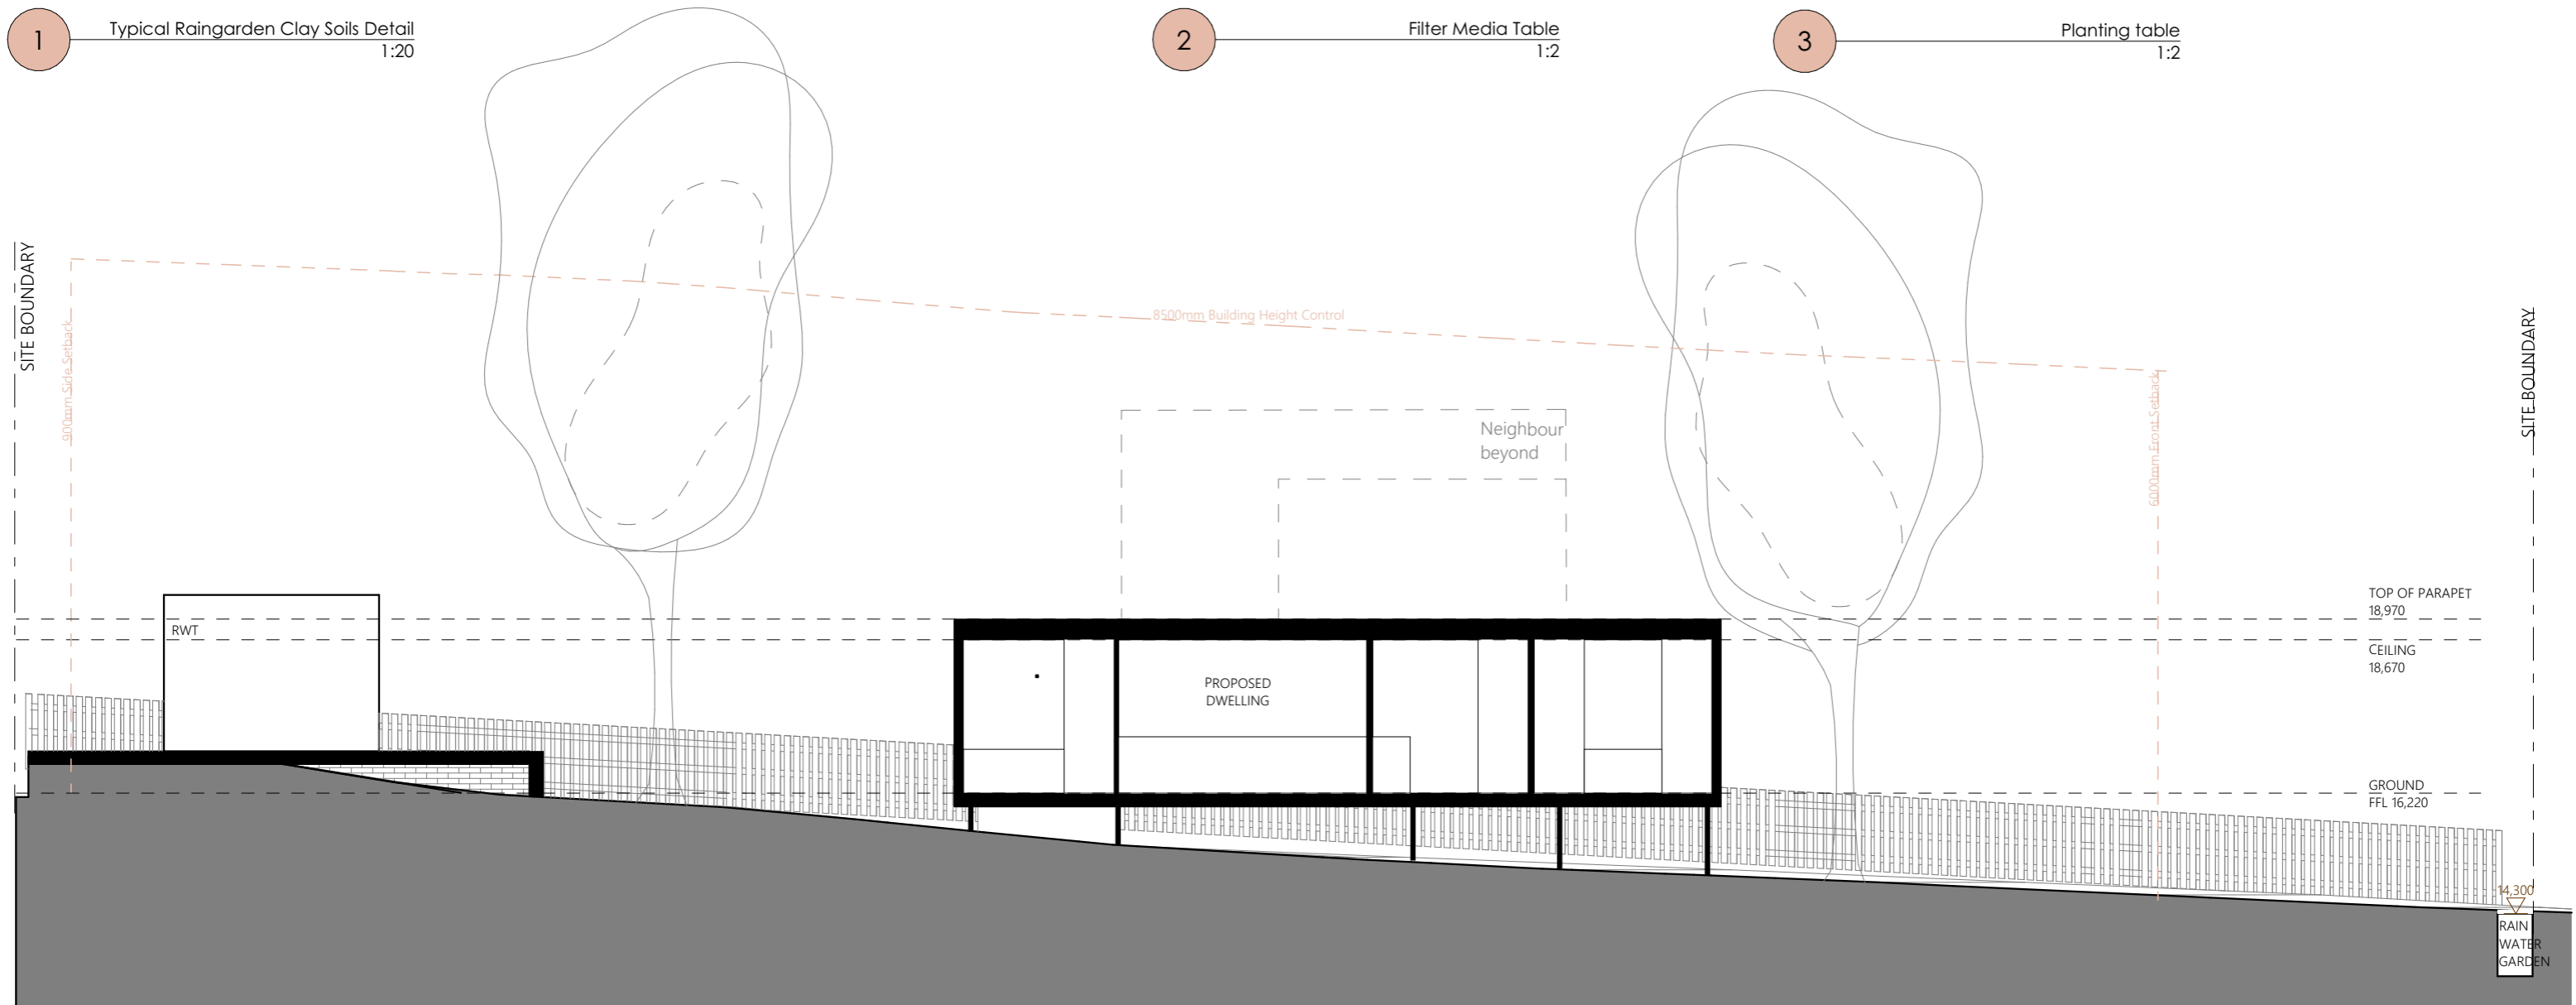 1
Typical Raingarden Clay Soils Detail
1:20
2
Filter Media Table
1:2
3
Planting table
1:2
SITE BOUNDARY
900mm Side Setback
8500mm Building Height Control
Neighbour
beyond
6000mm Front Setback
SITE BOUNDARY
TOP OF PARAPET
18,970
RWT
CEILING
18,670
PROPOSED
DWELLING
GROUND
FFL 16,220
14,300
RAIN
WATER
GARDEN